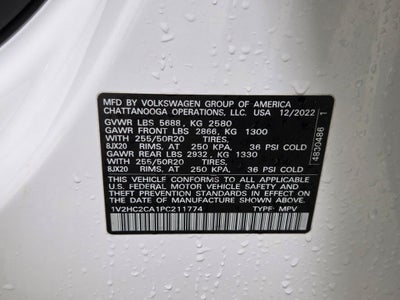 MFD BY VOLKSWAGEN GROUP OF AMERICA
CHATTANOOGA OPERATIONS, LLC. USA 12/2022
GVWR LBS 5688, KG 2580
GAWR FRONT LBS 2866, KG 1300
WITH 255/50R20 TIRES,
8JX20 RIMS, AT 250 KPA, 36 PSI COLD
GAWR REAR LBS 2932, KG 1330
WITH 255/50R20 TIRES,
8JX20 RIMS, AT 250 KPA, 36 PSI COLD
THIS VEHICLE CONFORMS TO ALL APPLICABLE
U.S. FEDERAL MOTOR VEHICLE SAFETY AND
THEFT PREVENTION STANDARDS IN EFFECT ON
THE DATE OF MANUFACTURE SHOWN ABOVE.
1V2HC2CA1PC211774 TYPE: MPV
4830486 1